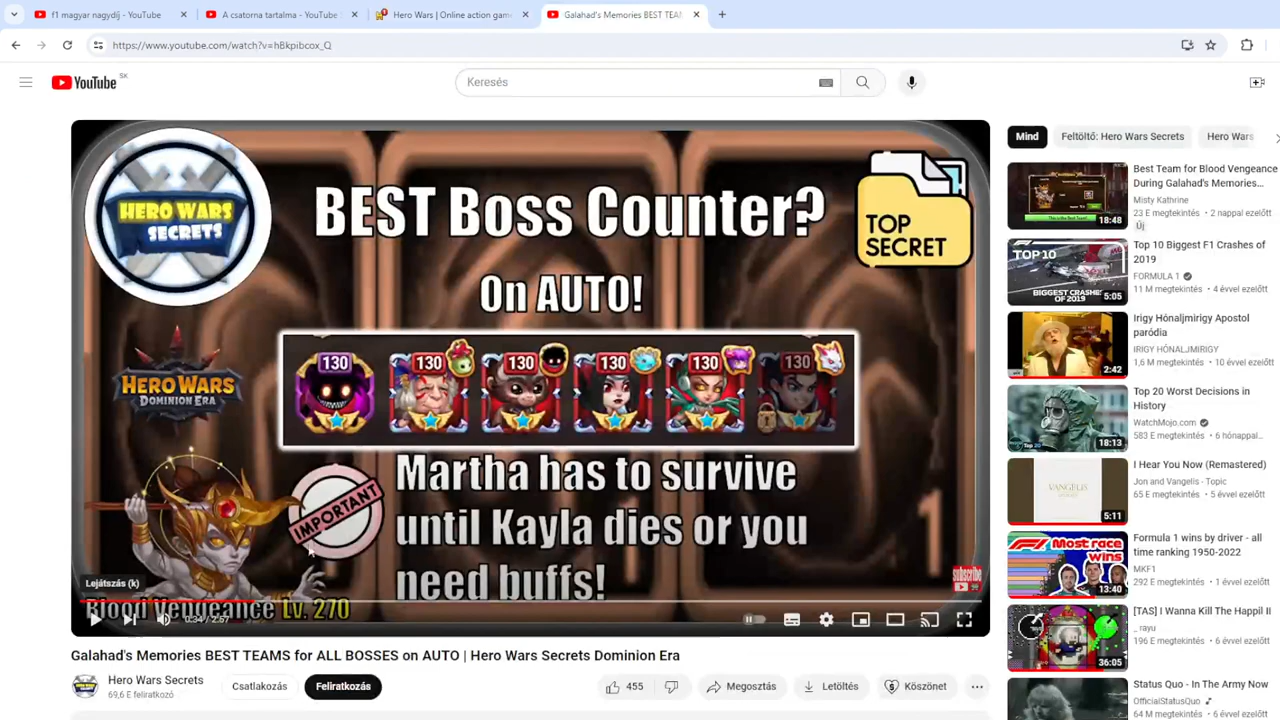 f1 magyar nagydíj - YouTube
A csatorna tartalma - YouTube S
Hero Wars | Online action game
Galahad's Memories BEST TEAM
https://www.youtube.com/watch?v=hBkpibcox_Q
YouTube SK
Keresés
HERO WARS
SECRETS
BEST Boss Counter?
TOP
SECRET
On AUTO!
130 130 130 130 130 130
HERO WARS
DOMINION ERA
IMPORTANT
Martha has to survive
until Kayla dies or you
need buffs!
1
subscribe
Lejátszás (k)
Blood Vengeance Lv. 270
0:34 / 2:57
Galahad's Memories BEST TEAMS for ALL BOSSES on AUTO | Hero Wars Secrets Dominion Era
Hero Wars Secrets
69,6 E feliratkozó
Csatlakozás
Feliratkozás
455
Megosztás
Letöltés
Köszönet
Mind
Feltöltő: Hero Wars Secrets
Hero Wars
Best Team for Blood Vengeance
During Galahad's Memories...
Misty Kathrine
23 E megtekintés • 2 nappal ezelőtt
Új
18:48
Top 10 Biggest F1 Crashes of
2019
FORMULA 1
11 M megtekintés • 4 évvel ezelőtt
TOP 10
BIGGEST CRASHES
OF 2019
5:05
Irigy Hónaljmirigy Apostol
paródia
IRIGY HÓNALJMIRIGY
1,6 M megtekintés • 10 évvel ezelőtt
2:42
Top 20 Worst Decisions in
History
WatchMojo.com
583 E megtekintés • 6 hónappal...
Top 20
18:13
I Hear You Now (Remastered)
Jon and Vangelis - Topic
65 E megtekintés • 5 évvel ezelőtt
VANGELIS
5:11
Formula 1 wins by driver - all
time ranking 1950-2022
MKF1
292 E megtekintés • 1 évvel ezelőtt
Most race
wins
13:40
[TAS] I Wanna Kill The Happil II
_ rayu
196 E megtekintés • 6 évvel ezelőtt
36:05
Status Quo - In The Army Now
OfficialStatusQuo
64 M megtekintés • 6 évvel ezelőtt